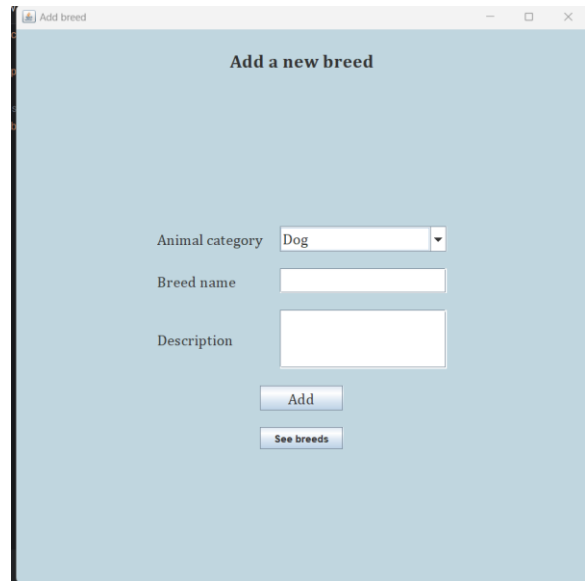 Add breed
Add a new breed
Animal category Dog
Breed name
Description
Add
See breeds